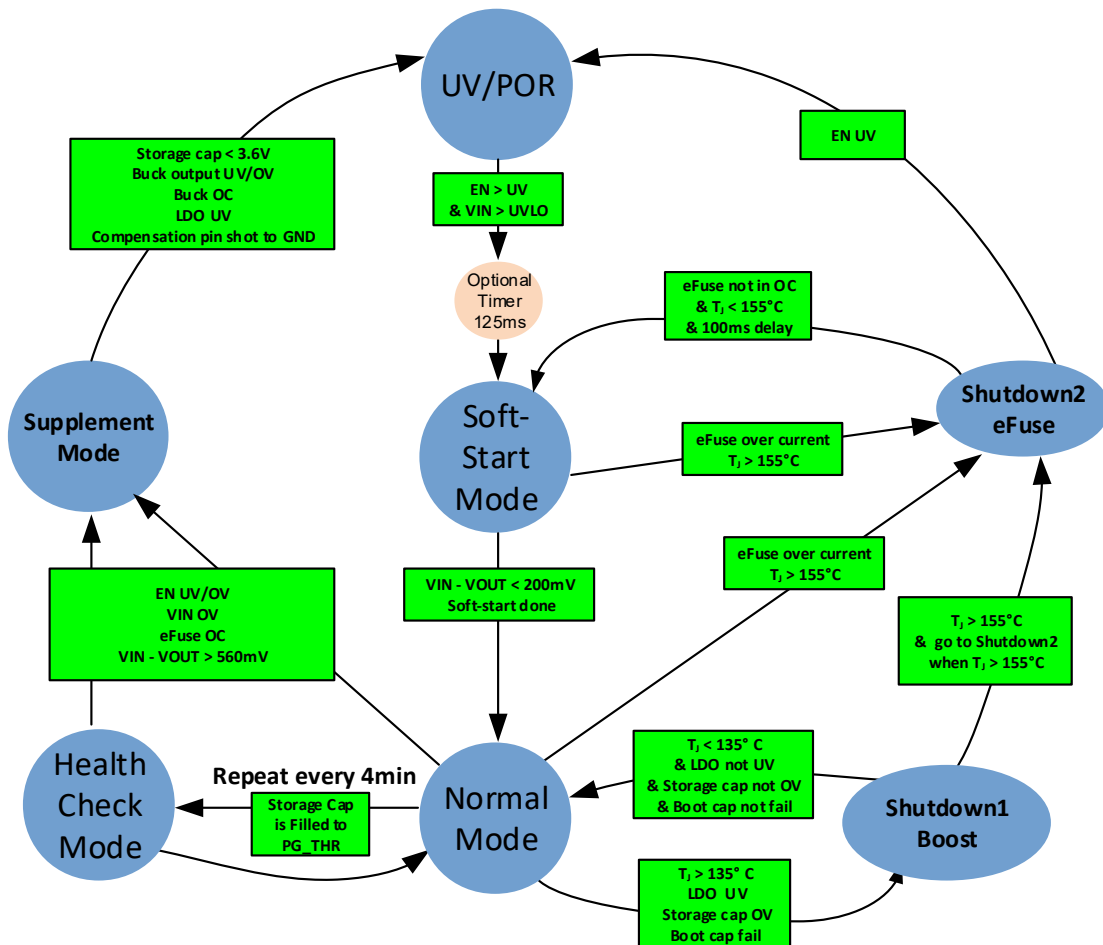 UV/POR
Storage cap < 3.6V
Buck output UV/OV
Buck OC
LDO UV
Compensation pin shot to GND
EN > UV
& VIN > UVLO
EN UV
Optional
Timer
125ms
eFuse not in OC
& TJ < 155°C
& 100ms delay
Supplement
Mode
Soft-
Start
Mode
Shutdown2
eFuse
eFuse over current
TJ > 155°C
eFuse over current
TJ > 155°C
EN UV/OV
VIN OV
eFuse OC
VIN - VOUT > 560mV
VIN - VOUT < 200mV
Soft-start done
TJ > 155°C
& go to Shutdown2
when TJ > 155°C
Health
Check
Mode
Repeat every 4min
Storage Cap
is Filled to
PG_THR
Normal
Mode
TJ < 135° C
& LDO not UV
& Storage cap not OV
& Boot cap not fail
Shutdown1
Boost
TJ > 135° C
LDO UV
Storage cap OV
Boot cap fail